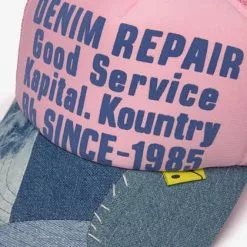 DENIM REPAIR
Good Service
Kapital. Kountry
SINCE-1985